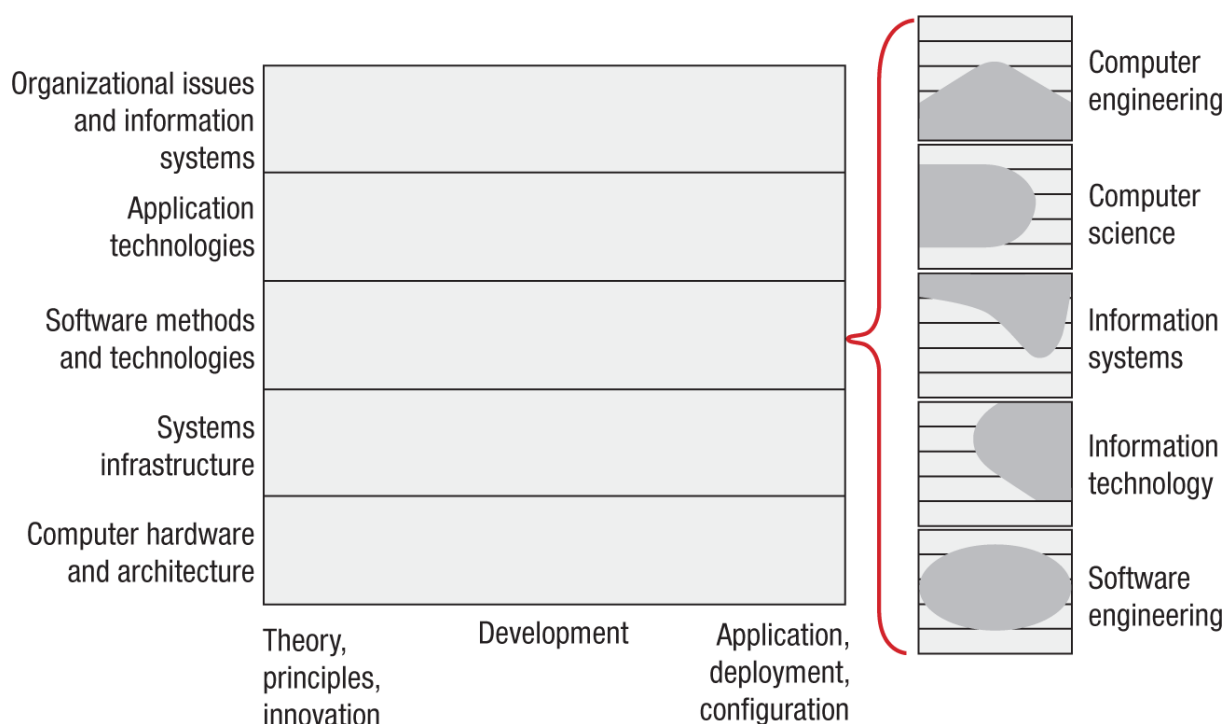 Organizational issues
and information
systems
Application
technologies
Software methods
and technologies
Systems
infrastructure
Computer hardware
and architecture
Theory,
principles,
innovation
Development
Application,
deployment,
configuration
Computer
engineering
Computer
science
Information
systems
Information
technology
Software
engineering